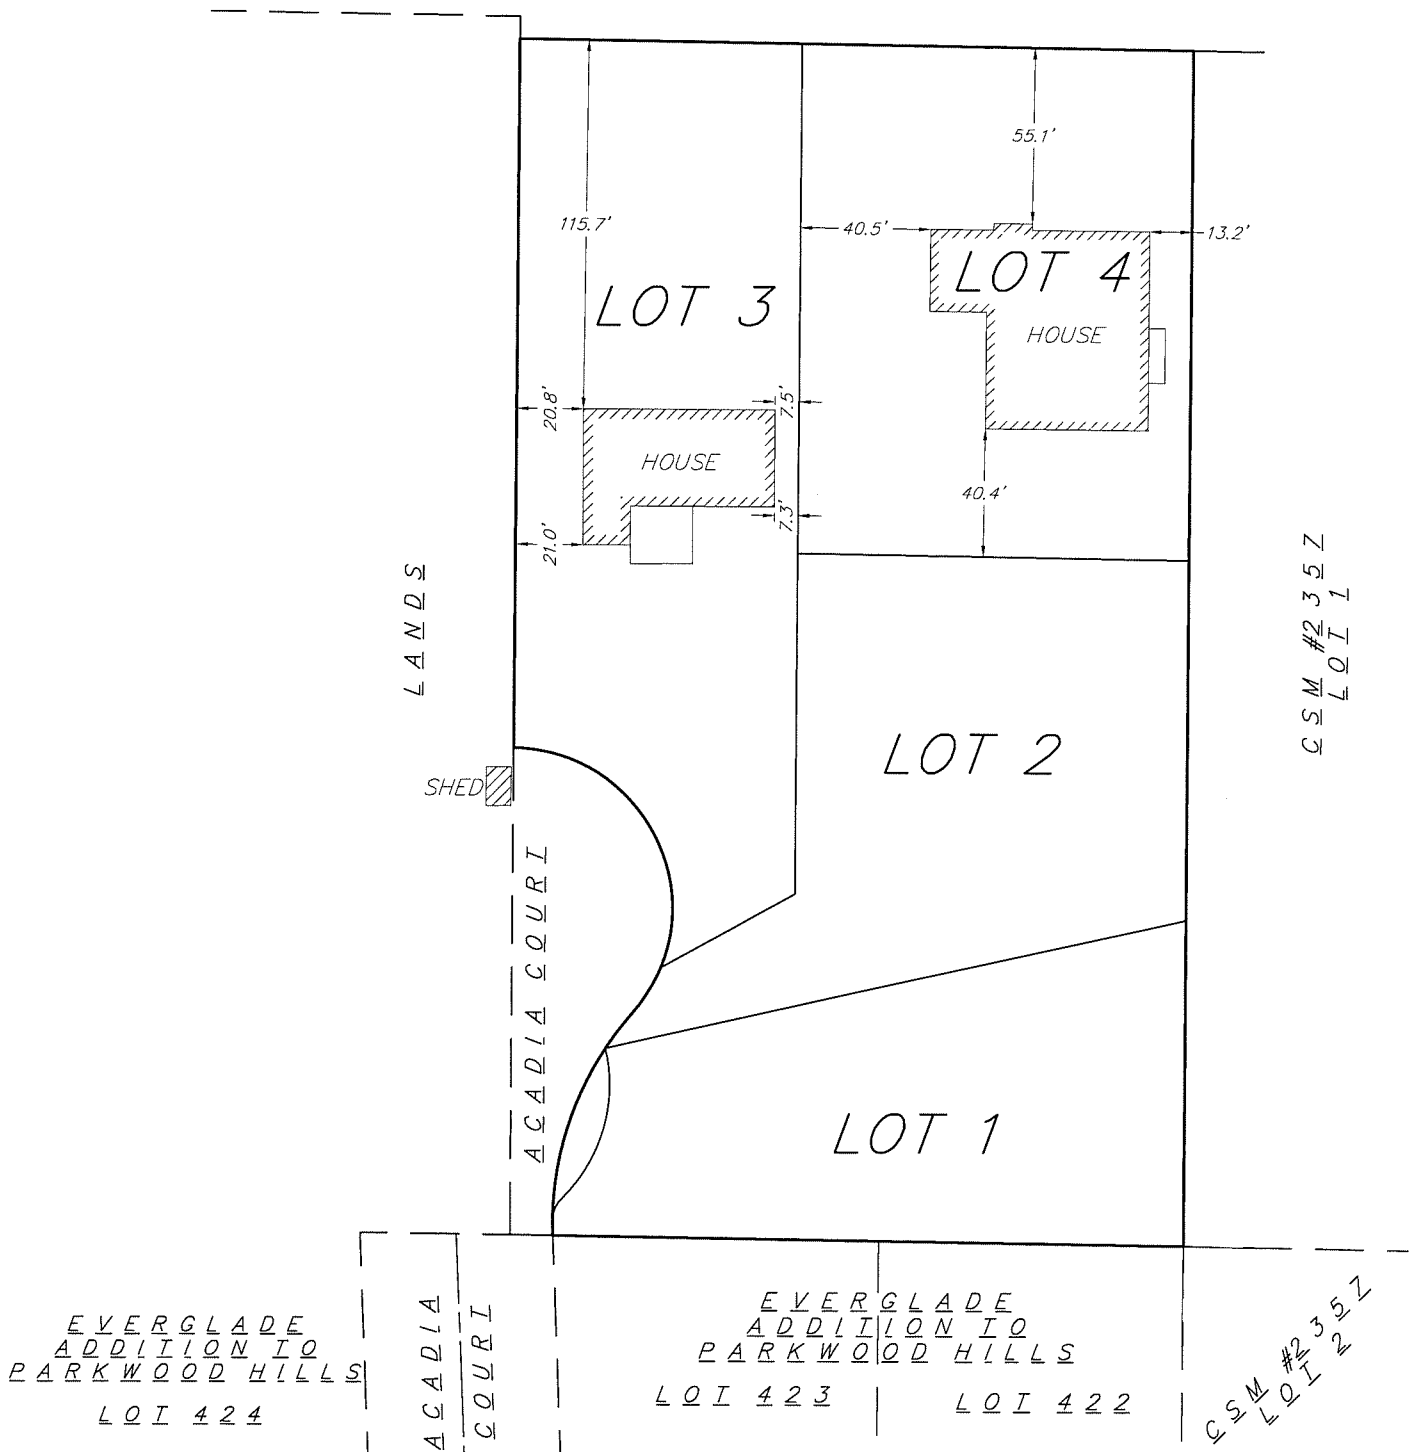 55.1'
115.7'
40.5'
13.2'
LOT 4
LOT 3
HOUSE
20.8'
7.5'
HOUSE
40.4'
7.3'
21.0'
LANDS
CSM #2357
LOT 1
LOT 2
SHED
ACADIA COURT
LOT 1
EVERGLADE
ADDITION TO
PARKWOOD HILLS
LOT 424
ACADIA
COURT
EVERGLADE
ADDITION TO
PARKWOOD HILLS
LOT 423
LOT 422
CSM #2357
LOT 2